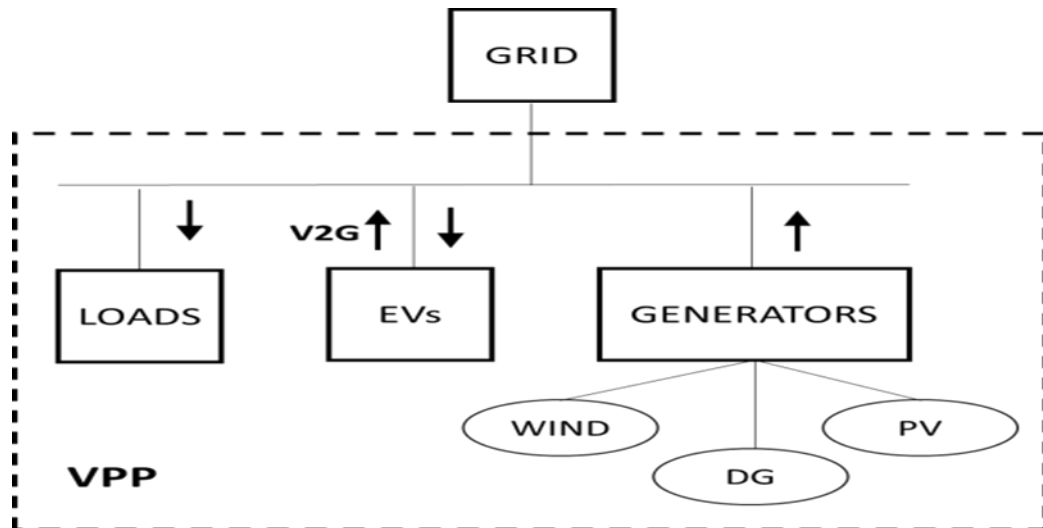 GRID
V2G
LOADS
EVs
GENERATORS
WIND
PV
DG
VPP